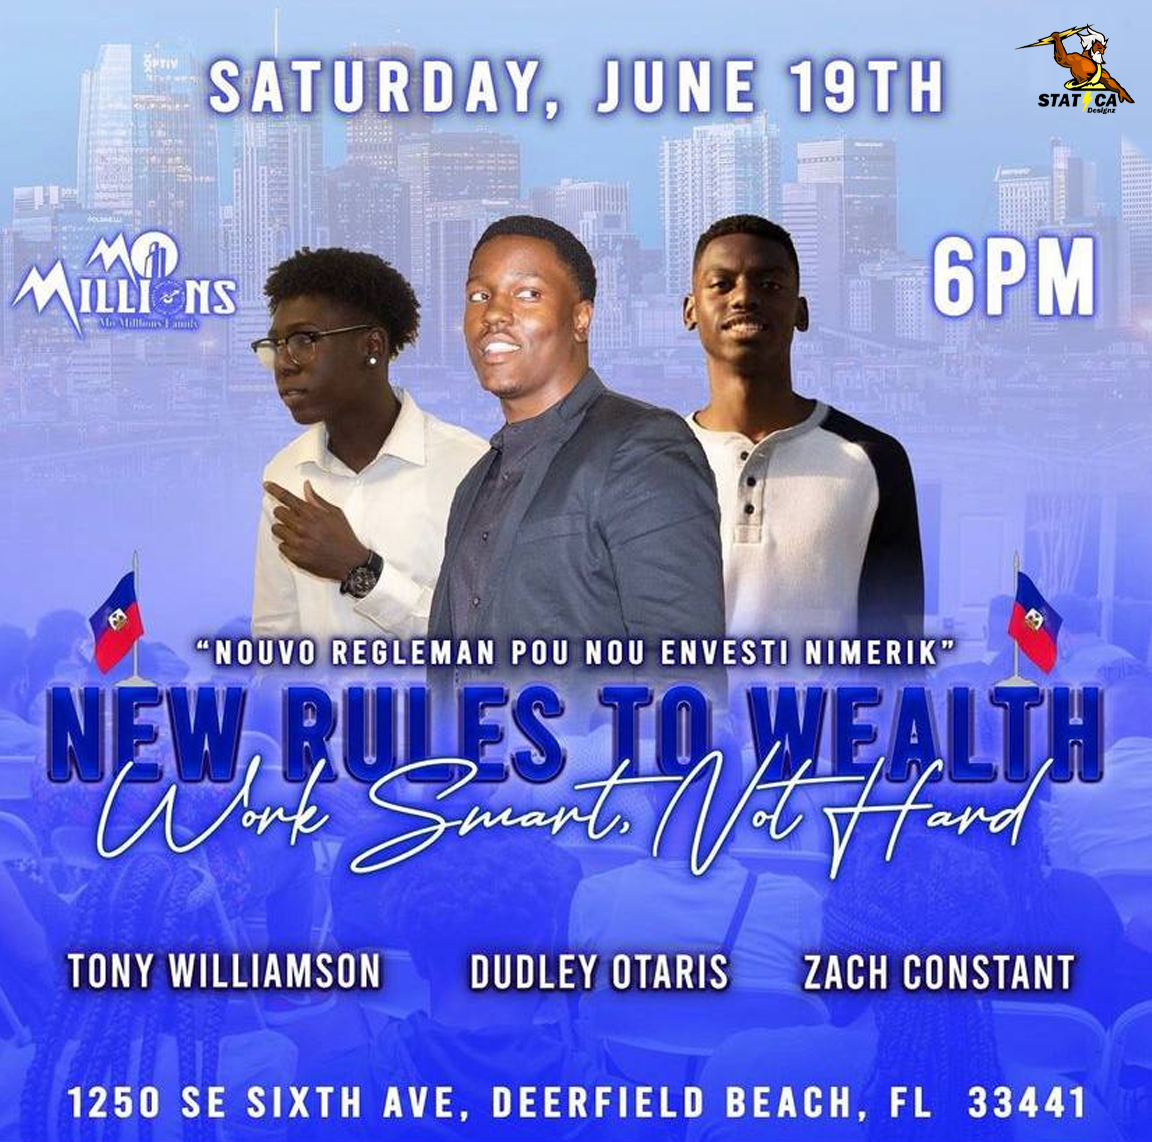 SATURDAY, JUNE 19TH
STATICA
Designz
OPTIV
MO
MILLIONS
Mo Millions Family
6PM
“NOUVO REGLEMAN POU NOU ENVESTI NIMERIK”
NEW RULES TO WEALTH
Work Smart, Not Hard
TONY WILLIAMSON DUDLEY OTARIS ZACH CONSTANT
1250 SE SIXTH AVE, DEERFIELD BEACH, FL 33441